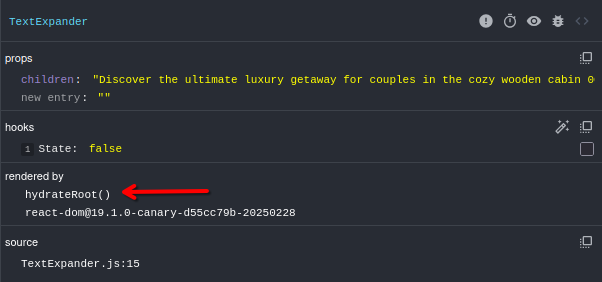 TextExpander
props
children: "Discover the ultimate luxury getaway for couples in the cozy wooden cabin 0
new entry: ""
hooks
1 State: false
rendered by
hydrateRoot()
react-dom@19.1.0-canary-d55cc79b-20250228
source
TextExpander.js:15